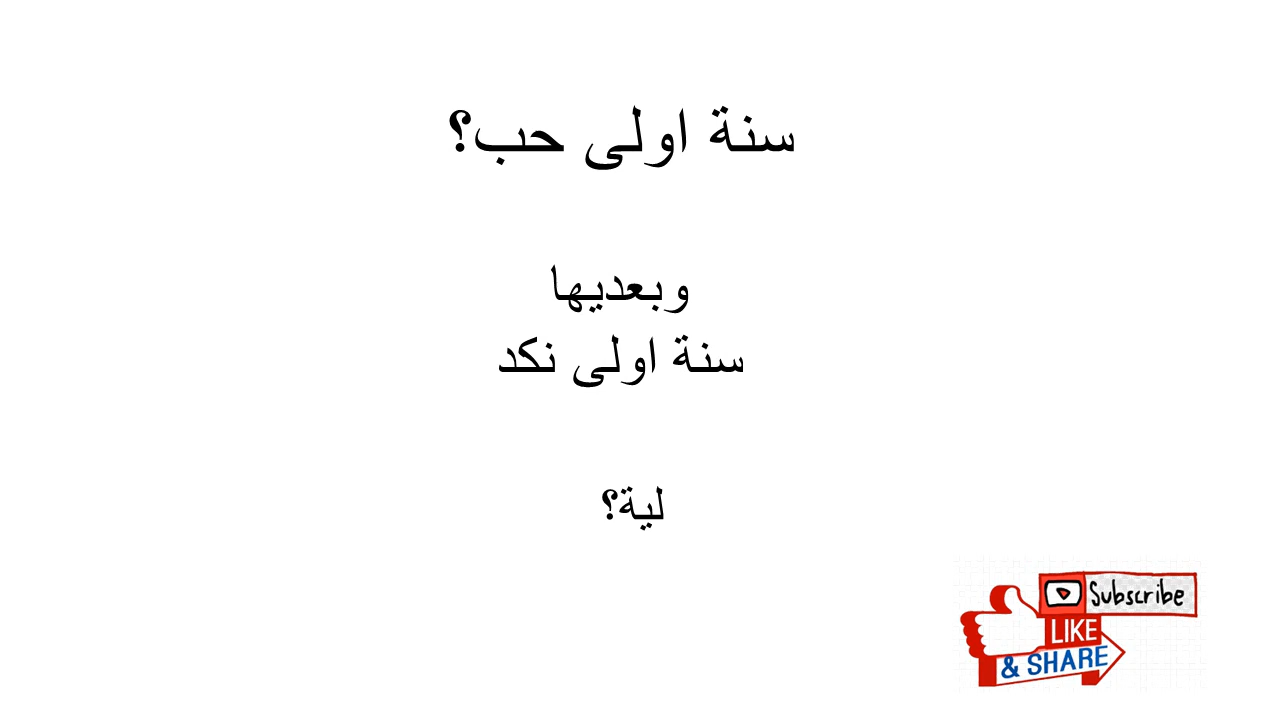 سنة اولى حب؟
وبعديها
سنة اولى نكد
لية؟
Subscribe
LIKE
& SHARE